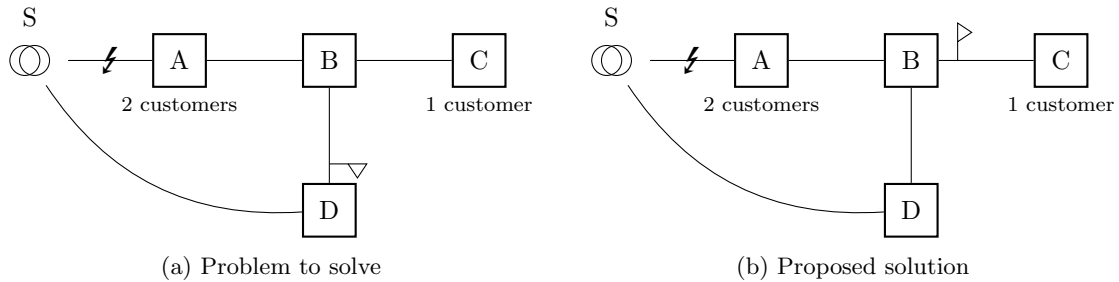 S
A
B
C
2 customers
1 customer
D
(a) Problem to solve
S
A
B
C
2 customers
1 customer
D
(b) Proposed solution